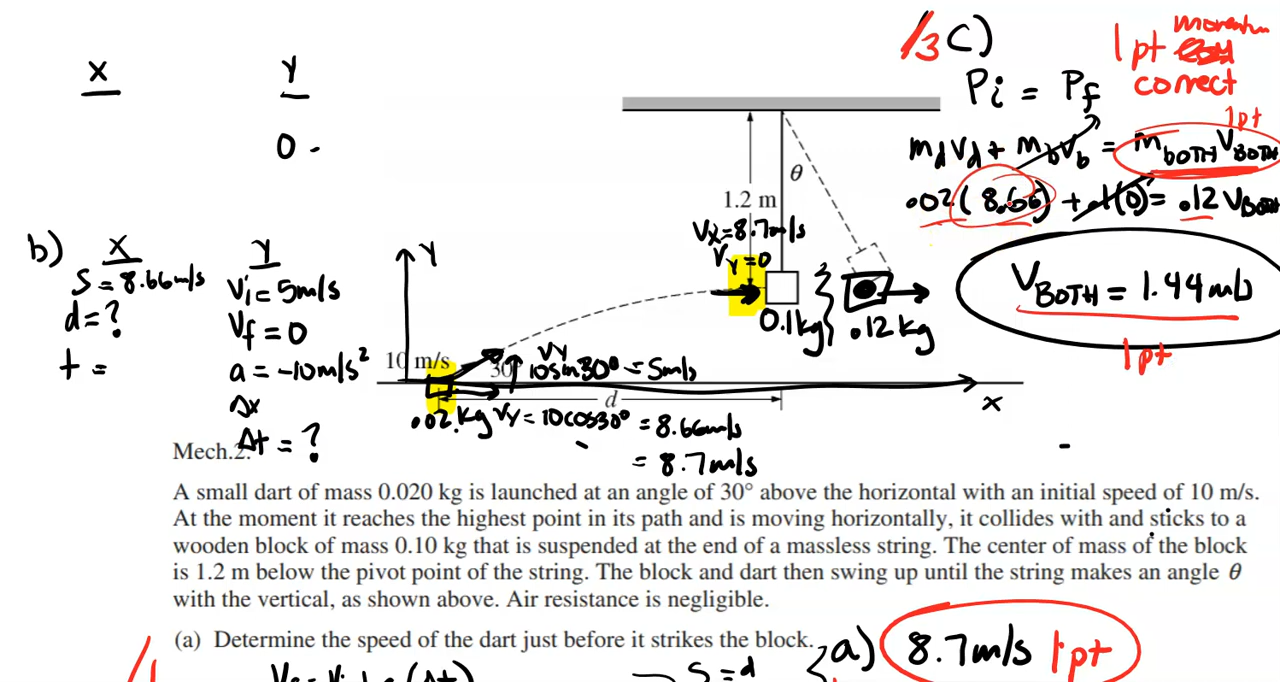 X
Y
0
/3 C)
1 pt momentum
correct
Pi = Pf
1pt
mdVd + mbVb = mBOTH VBOTH
.02(8.66) + .1(0) = .12 VBOTH
VBOTH = 1.44 m/s
1pt
θ
1.2 m
Vx=8.7m/s
Vy=0
0.1kg
.12 kg
b) X
S = 8.66m/s
d=?
t =
Y
Vi = 5m/s
Vf = 0
a = -10m/s²
Δx
Δt = ?
Y
10 m/s
30°
Vy
10sin30° = 5m/s
d
X
.02 kg Vy = 10cos30° = 8.66m/s
= 8.7m/s
Mech.2.
A small dart of mass 0.020 kg is launched at an angle of 30° above the horizontal with an initial speed of 10 m/s.
At the moment it reaches the highest point in its path and is moving horizontally, it collides with and sticks to a
wooden block of mass 0.10 kg that is suspended at the end of a massless string. The center of mass of the block
is 1.2 m below the pivot point of the string. The block and dart then swing up until the string makes an angle θ
with the vertical, as shown above. Air resistance is negligible.
(a) Determine the speed of the dart just before it strikes the block.
a) 8.7m/s 1pt
S = d